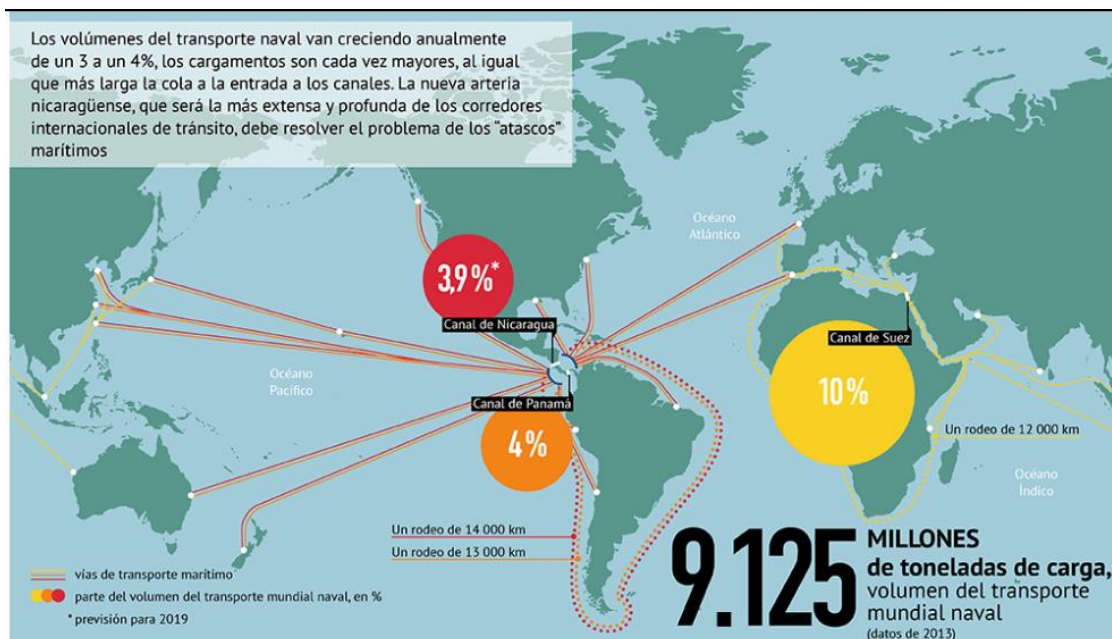 Los volúmenes del transporte naval van creciendo anualmente
de un 3 a un 4%, los cargamentos son cada vez mayores, al igual
que más larga la cola a la entrada a los canales. La nueva arteria
nicaragüense, que será la más extensa y profunda de los corredores
internacionales de tránsito, debe resolver el problema de los “atascos”
marítimos
Océano
Atlántico
3,9%*
Canal de Nicaragua
Canal de Suez
Océano
Pacífico
Canal de Panamá
10%
4%
Un rodeo de 12 000 km
Océano
Índico
Un rodeo de 14 000 km
Un rodeo de 13 000 km
9.125
MILLONES
de toneladas de carga,
volumen del transporte
mundial naval
(datos de 2013)
vías de transporte marítimo
parte del volumen del transporte mundial naval, en %
* previsión para 2019